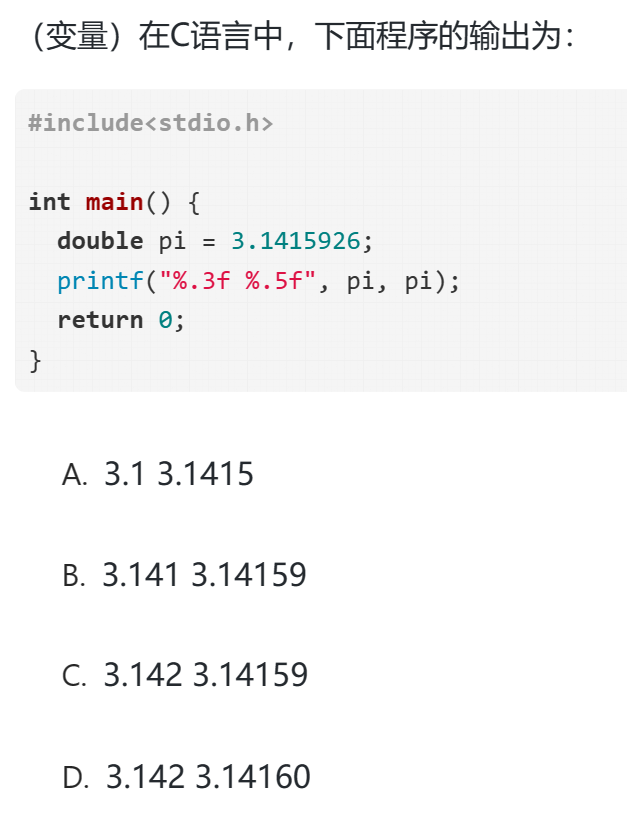 （变量）在C语言中，下面程序的输出为：
#include<stdio.h>
int main() {
  double pi = 3.1415926;
  printf("%.3f %.5f", pi, pi);
  return 0;
}
A. 3.1 3.1415
B. 3.141 3.14159
C. 3.142 3.14159
D. 3.142 3.14160